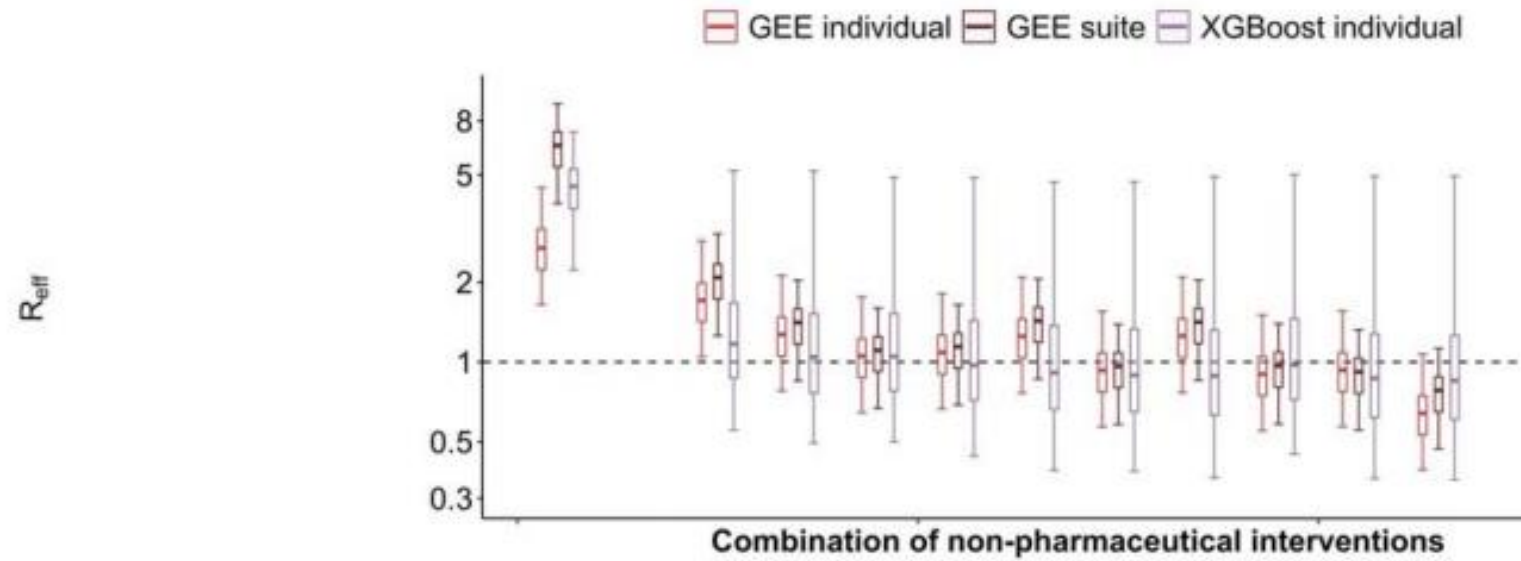 GEE individual GEE suite XGBoost individual
8
5
2
1
0.5
0.3
R_eff
Combination of non-pharmaceutical interventions